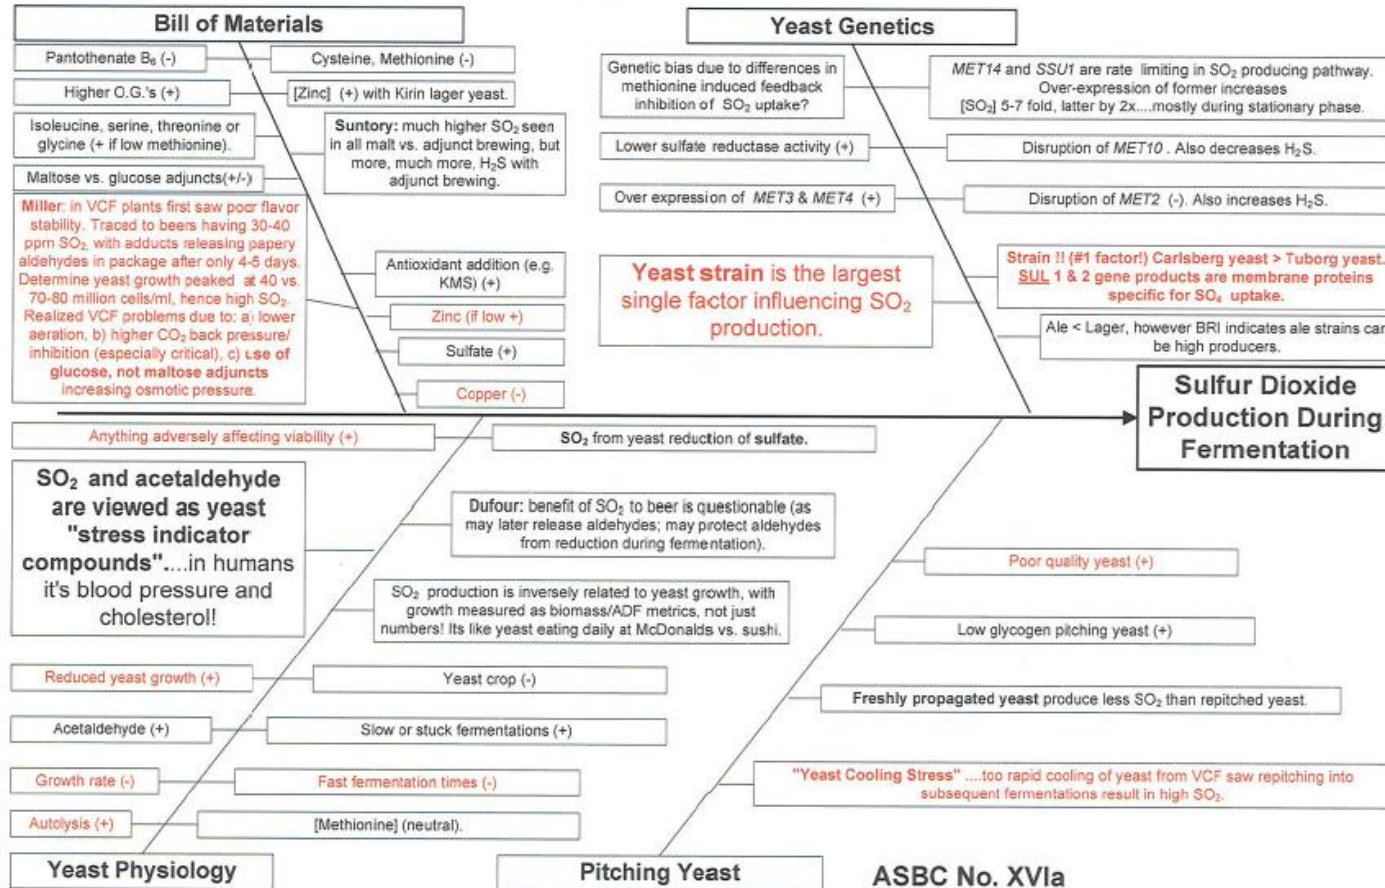 Bill of Materials
Pantothenate B₆ (-)
Cysteine, Methionine (-)
Higher O.G.'s (+)
[Zinc] (+) with Kirin lager yeast.
Isoleucine, serine, threonine or
glycine (+ if low methionine).
Suntory: much higher SO₂ seen
in all malt vs. adjunct brewing, but
more, much more, H₂S with
adjunct brewing.
Maltose vs. glucose adjuncts(+/-)
Miller: in VCF plants first saw poor flavor
stability. Traced to beers having 30-40
ppm SO₂, with adducts releasing papery
aldehydes in package after only 4-5 days.
Determine yeast growth peaked at 40 vs.
70-80 million cells/ml, hence high SO₂.
Realized VCF problems due to: a) lower
aeration, b) higher CO₂ back pressure/
inhibition (especially critical), c) use of
glucose, not maltose adjuncts
increasing osmotic pressure.
Antioxidant addition (e.g.
KMS) (+)
Zinc (if low +)
Sulfate (+)
Copper (-)
Yeast Genetics
Genetic bias due to differences in
methionine induced feedback
inhibition of SO₂ uptake?
MET14 and SSU1 are rate limiting in SO₂ producing pathway.
Over-expression of former increases
[SO₂] 5-7 fold, latter by 2x....mostly during stationary phase.
Lower sulfate reductase activity (+)
Disruption of MET10 . Also decreases H₂S.
Over expression of MET3 & MET4 (+)
Disruption of MET2 (-). Also increases H₂S.
Yeast strain is the largest
single factor influencing SO₂
production.
Strain !! (#1 factor!) Carlsberg yeast > Tuborg yeast.
SUL 1 & 2 gene products are membrane proteins
specific for SO₄ uptake.
Ale < Lager, however BRI indicates ale strains can
be high producers.
Sulfur Dioxide
Production During
Fermentation
Anything adversely affecting viability (+)
SO₂ from yeast reduction of sulfate.
SO₂ and acetaldehyde
are viewed as yeast
"stress indicator
compounds"....in humans
it's blood pressure and
cholesterol!
Dufour: benefit of SO₂ to beer is questionable (as
may later release aldehydes; may protect aldehydes
from reduction during fermentation).
SO₂ production is inversely related to yeast growth, with
growth measured as biomass/ADF metrics, not just
numbers! Its like yeast eating daily at McDonalds vs. sushi.
Reduced yeast growth (+)
Yeast crop (-)
Acetaldehyde (+)
Slow or stuck fermentations (+)
Growth rate (-)
Fast fermentation times (-)
Autolysis (+)
[Methionine] (neutral).
Yeast Physiology
Poor quality yeast (+)
Low glycogen pitching yeast (+)
Freshly propagated yeast produce less SO₂ than repitched yeast.
"Yeast Cooling Stress" ....too rapid cooling of yeast from VCF saw repitching into
subsequent fermentations result in high SO₂.
Pitching Yeast
ASBC No. XVIa